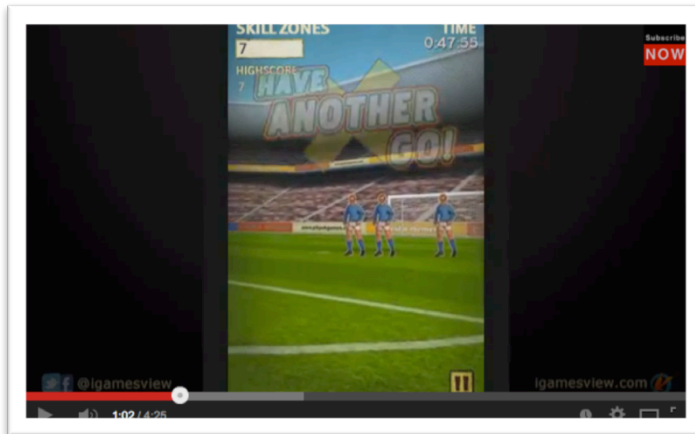 SKILL ZONES
TIME
7
0:47:55
HIGHSCORE
7
HAVE
ANOTHER
GO!
Subscribe
NOW
@igamesview
igamesview.com
1:02 / 4:25